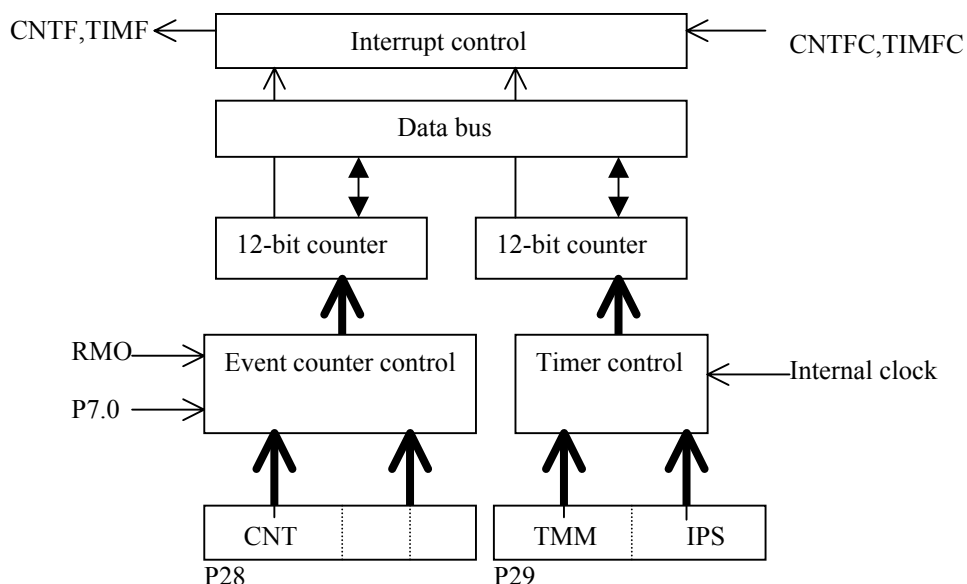 CNTF,TIMF
Interrupt control
CNTFC,TIMFC
Data bus
12-bit counter
12-bit counter
RMO
Event counter control
Timer control
Internal clock
P7.0
CNT
TMM
IPS
P28
P29